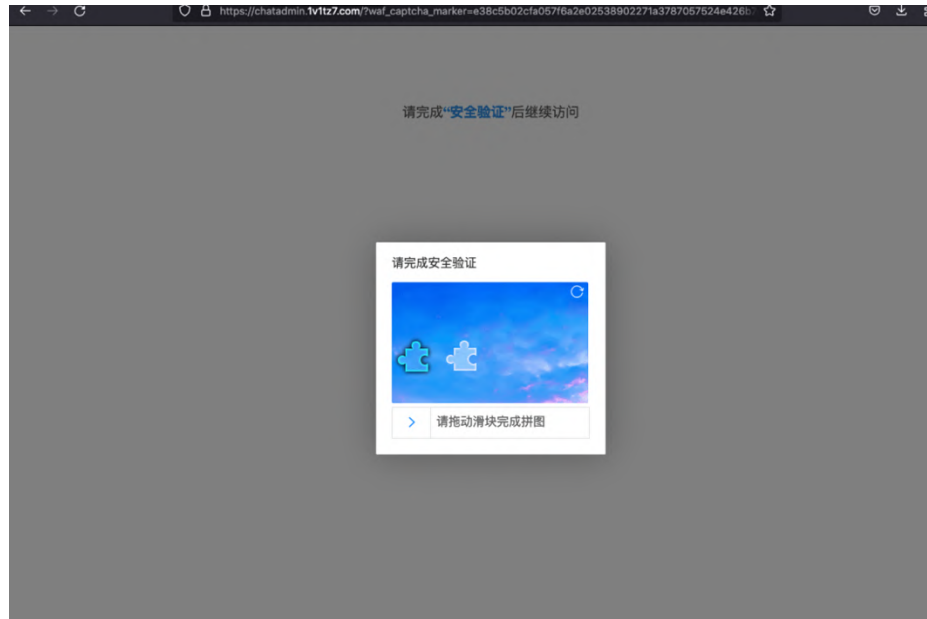 https://chatadmin.1v1tz7.com/?waf_captcha_marker=e38c5b02cfa057f6a2e02538902271a3787057524e426b
请完成“安全验证”后继续访问
请完成安全验证
请拖动滑块完成拼图